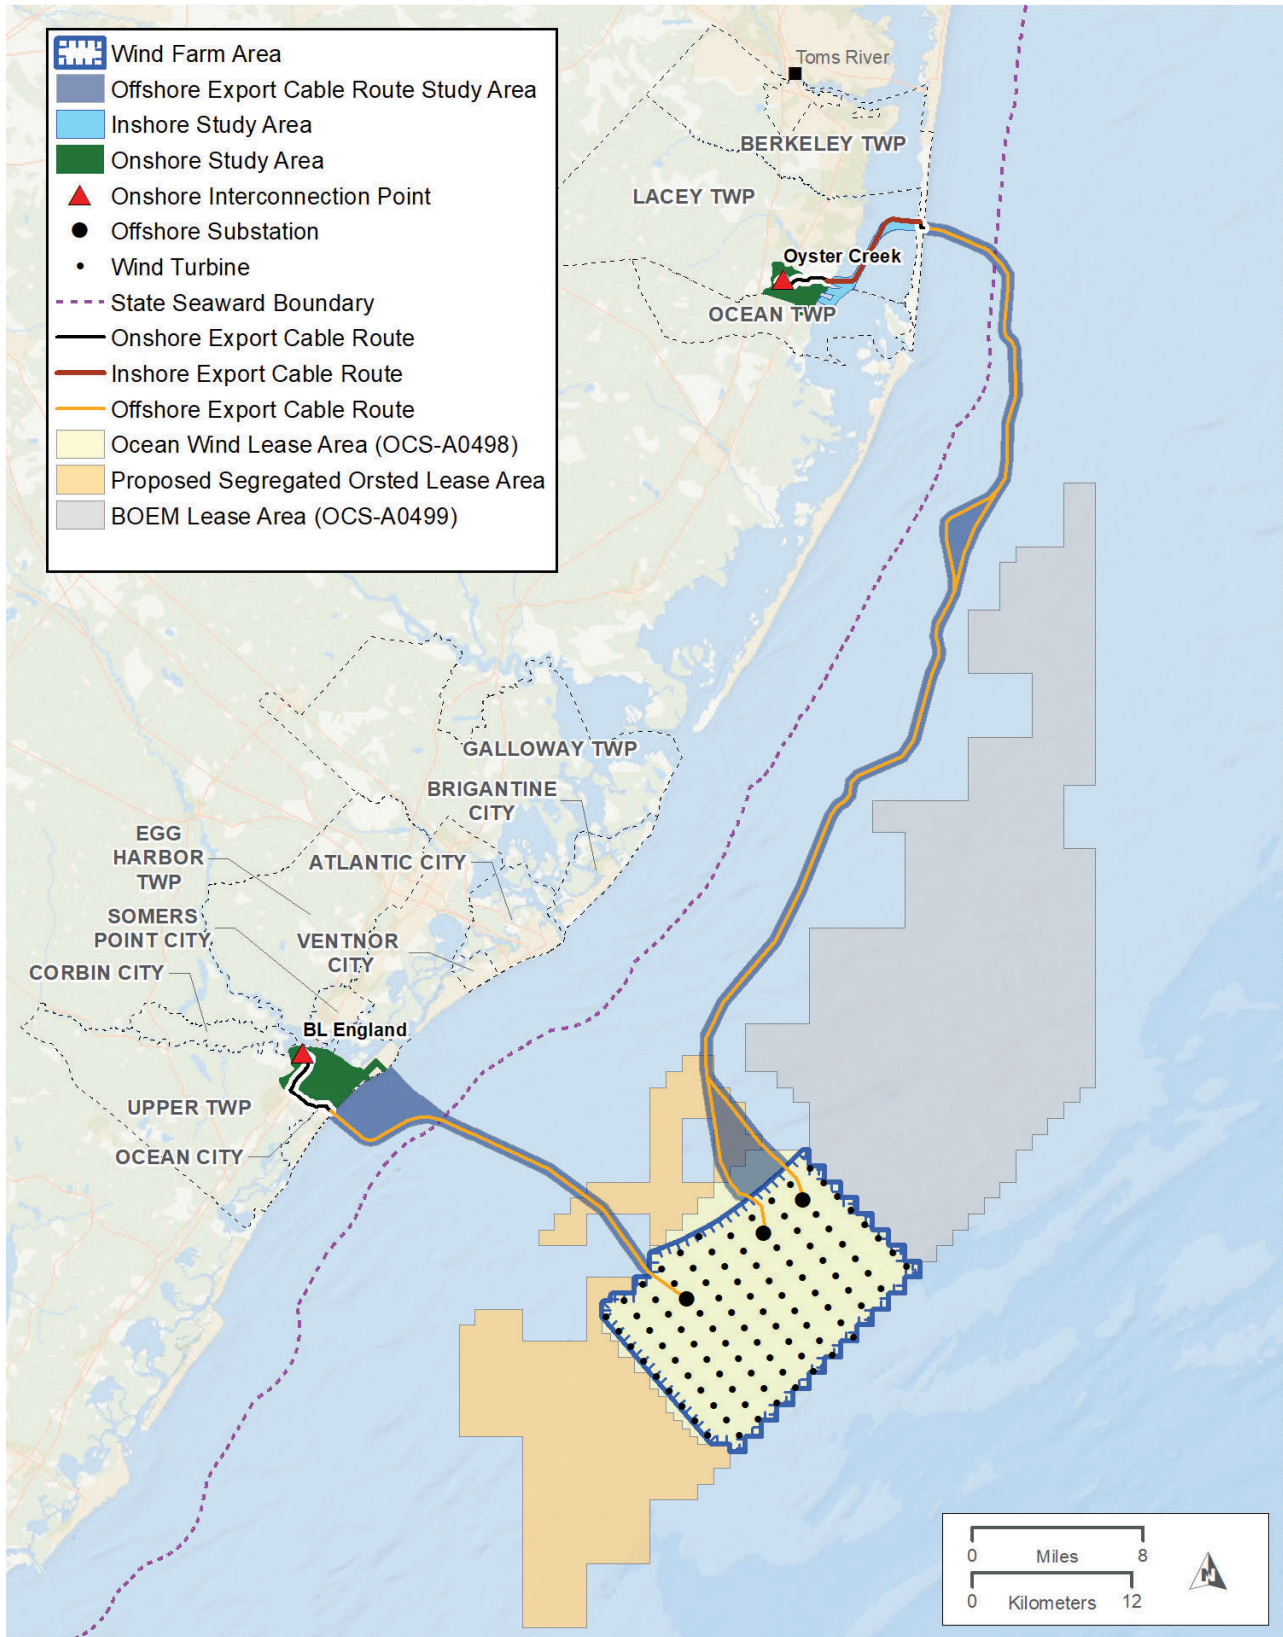 Wind Farm Area
Offshore Export Cable Route Study Area
Inshore Study Area
Onshore Study Area
Onshore Interconnection Point
Offshore Substation
Wind Turbine
State Seaward Boundary
Onshore Export Cable Route
Inshore Export Cable Route
Offshore Export Cable Route
Ocean Wind Lease Area (OCS-A0498)
Proposed Segregated Orsted Lease Area
BOEM Lease Area (OCS-A0499)
Toms River
BERKELEY TWP
LACEY TWP
Oyster Creek
OCEAN TWP
GALLOWAY TWP
BRIGANTINE
CITY
EGG
HARBOR
TWP
ATLANTIC CITY
SOMERS
POINT CITY
VENTNOR
CITY
CORBIN CITY
BL England
UPPER TWP
OCEAN CITY
0 Miles 8
0 Kilometers 12
N